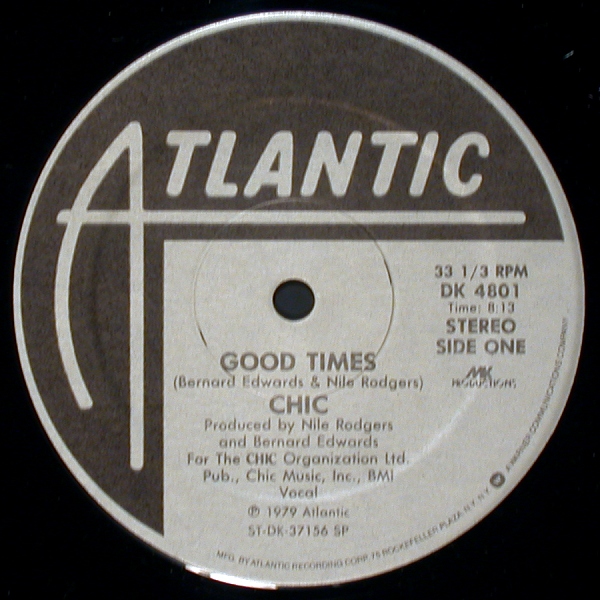 ATLANTIC
33 1/3 RPM
DK 4801
Time: 8:13
STEREO
SIDE ONE
MK
PRODUCTIONS
GOOD TIMES
(Bernard Edwards & Nile Rodgers)
CHIC
Produced by Nile Rodgers
and Bernard Edwards
For The CHIC Organization Ltd.
Pub., Chic Music, Inc., BMI
Vocal
℗ 1979 Atlantic
ST-DK-37156 SP
MFG. BY ATLANTIC RECORDING CORP. 75 ROCKEFELLER PLAZA, N.Y. N.Y. A WARNER COMMUNICATIONS COMPANY